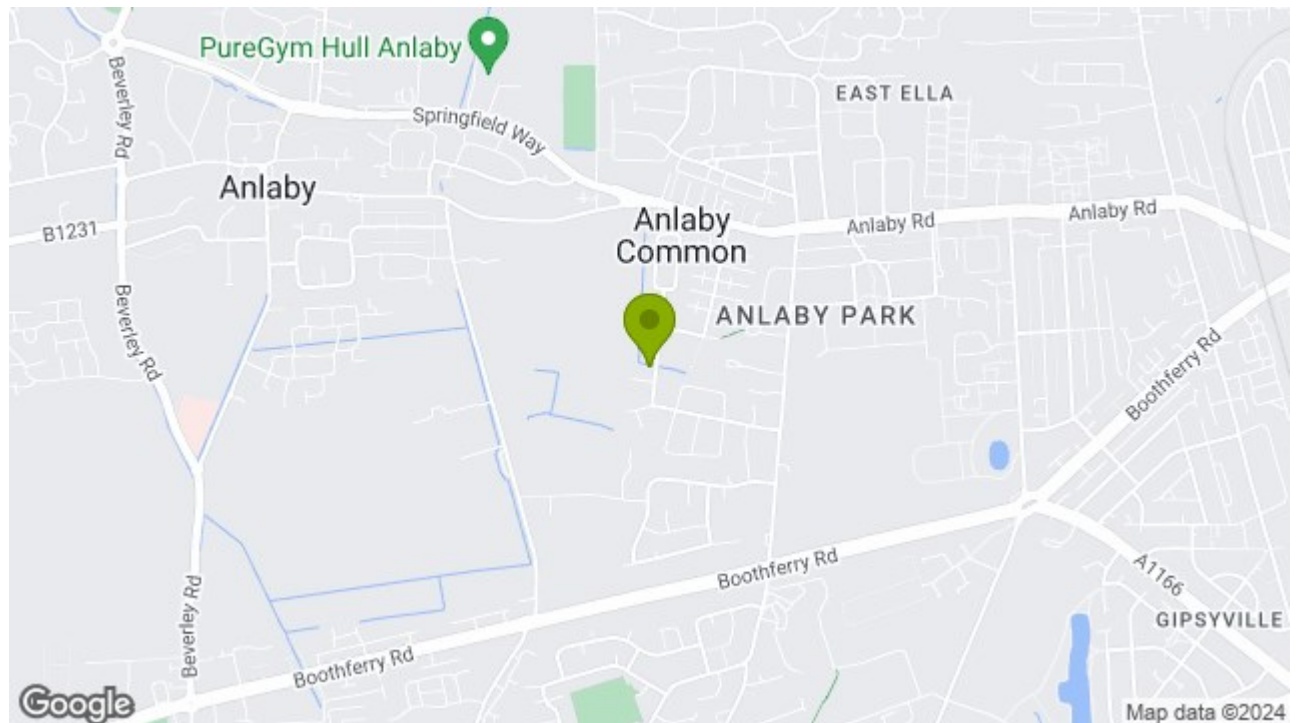 PureGym Hull Anlaby
Beverley Rd
Springfield Way
EAST ELLA
Anlaby
B1231
Anlaby
Common
Anlaby Rd
Anlaby Rd
Beverley Rd
ANLABY PARK
Boothferry Rd
Boothferry Rd
A1166
Beverley Rd
GIPSYVILLE
Boothferry Rd
Google
Map data ©2024